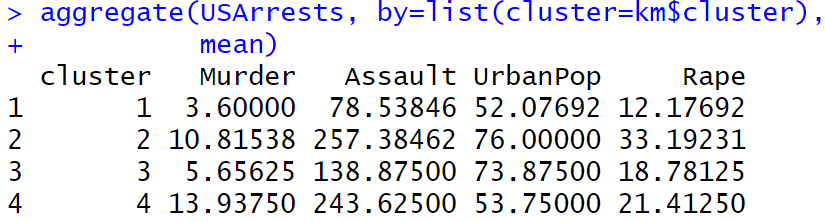 > aggregate(USArrests, by=list(cluster=km$cluster),
+           mean)
  cluster   Murder   Assault UrbanPop     Rape
1       1  3.60000  78.53846 52.07692 12.17692
2       2 10.81538 257.38462 76.00000 33.19231
3       3  5.65625 138.87500 73.87500 18.78125
4       4 13.93750 243.62500 53.75000 21.41250